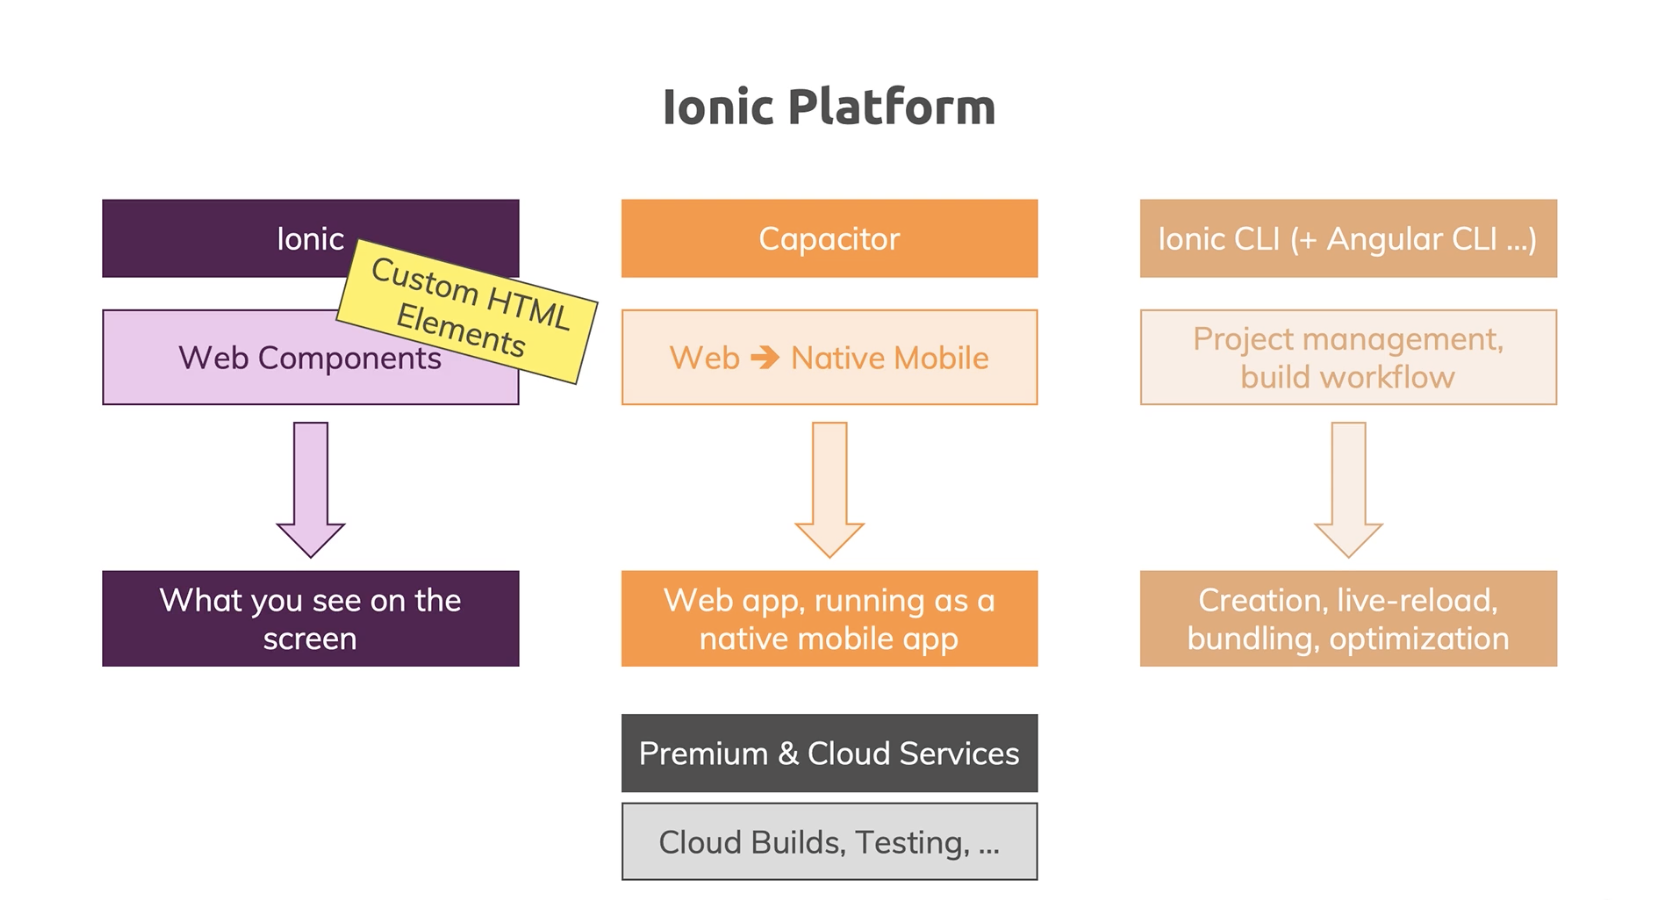 Ionic Platform
Ionic
Custom HTML
Elements
Web Components
What you see on the
screen
Capacitor
Web ➔ Native Mobile
Web app, running as a
native mobile app
Ionic CLI (+ Angular CLI ...)
Project management,
build workflow
Creation, live-reload,
bundling, optimization
Premium & Cloud Services
Cloud Builds, Testing, ...